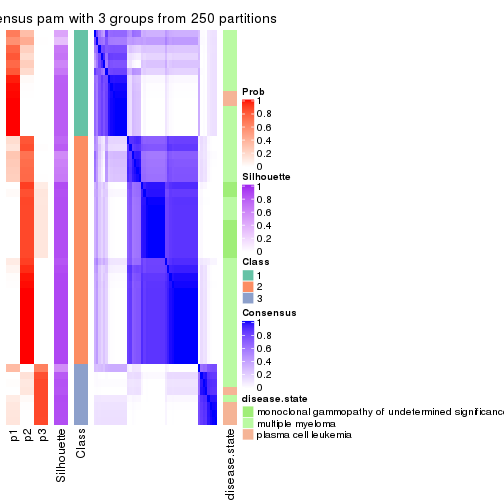 ensus pam with 3 groups from 250 partitions
Prob
1
0.8
0.6
0.4
0.2
0
Silhouette
1
0.8
0.6
0.4
0.2
0
Class
1
2
3
Consensus
1
0.8
0.6
0.4
0.2
0
disease.state
monoclonal gammopathy of undetermined significance
multiple myeloma
plasma cell leukemia
p1
p2
p3
Silhouette
Class
disease.state